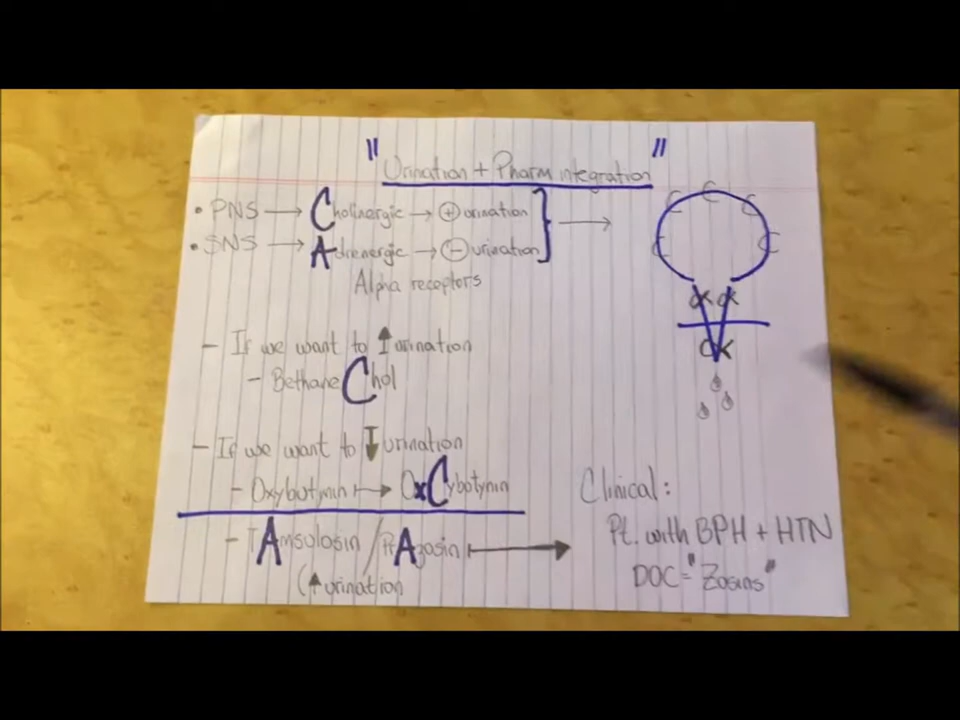 " Urination + Pharm integration "
• PNS → Cholinergic → ⊕ urination
• SNS → Adrenergic → ⊖ urination
Alpha receptors
C C C C C
α α
α
- If we want to ↑ urination
- BethaneChol
- If we want to ↓ urination
- Oxybutynin → OxCybotynin
- TAmsulosin / PrAzosin →
(↑ urination
Clinical:
Pt. with BPH + HTN
DOC = "Zosins"